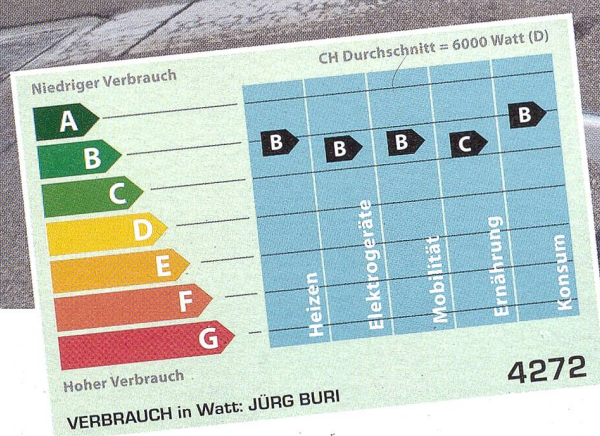 CH Durchschnitt = 6000 Watt (D)
Niedriger Verbrauch
A
B
C
D
E
F
G
B
B
B
C
B
Heizen
Elektrogeräte
Mobilität
Ernährung
Konsum
Hoher Verbrauch
4272
VERBRAUCH in Watt: JÜRG BURI